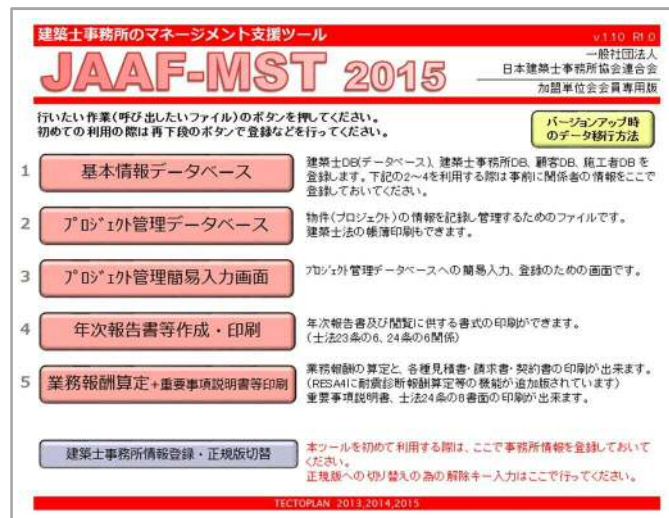 建築士事務所のマネージメント支援ツール
v.1.10 R1.0
JAAF-MST 2015
一般社団法人
日本建築士事務所協会連合会
加盟単位会会員専用版
行いたい作業(呼び出したいファイル)のボタンを押してください。
初めての利用の際は再下段のボタンで登録などを行ってください。
バージョンアップ時
のデータ移行方法
1 基本情報データベース
建築士DB(データベース)、建築士事務所DB、顧客DB、施工者DB を
登録します。下記の2~4を利用する際は事前に関係者の情報をここで
登録しておいてください。
2 プロジェクト管理データベース
物件(プロジェクト)の情報を記録し管理するためのファイルです。
建築士法の帳簿印刷もできます。
3 プロジェクト管理簡易入力画面
プロジェクト管理データベースへの簡易入力、登録のための画面です。
4 年次報告書等作成・印刷
年次報告書及び閲覧に供する書式の印刷ができます。
(士法23条の6、24条の6関係)
5 業務報酬算定+重要事項説明書等印刷
業務報酬の算定と、各種見積書・請求書・契約書の印刷が出来ます。
(RESA4に耐震診断報酬算定等の機能が追加版されています)
重要事項説明書、士法24条の8書面の印刷が出来ます。
建築士事務所情報登録・正規版切替
本ツールを初めて利用する際は、ここで事務所情報を登録しておいて
ください。
正規版への切り替えの為の解除キー入力はここで行ってください。
TECTOPLAN 2013,2014,2015